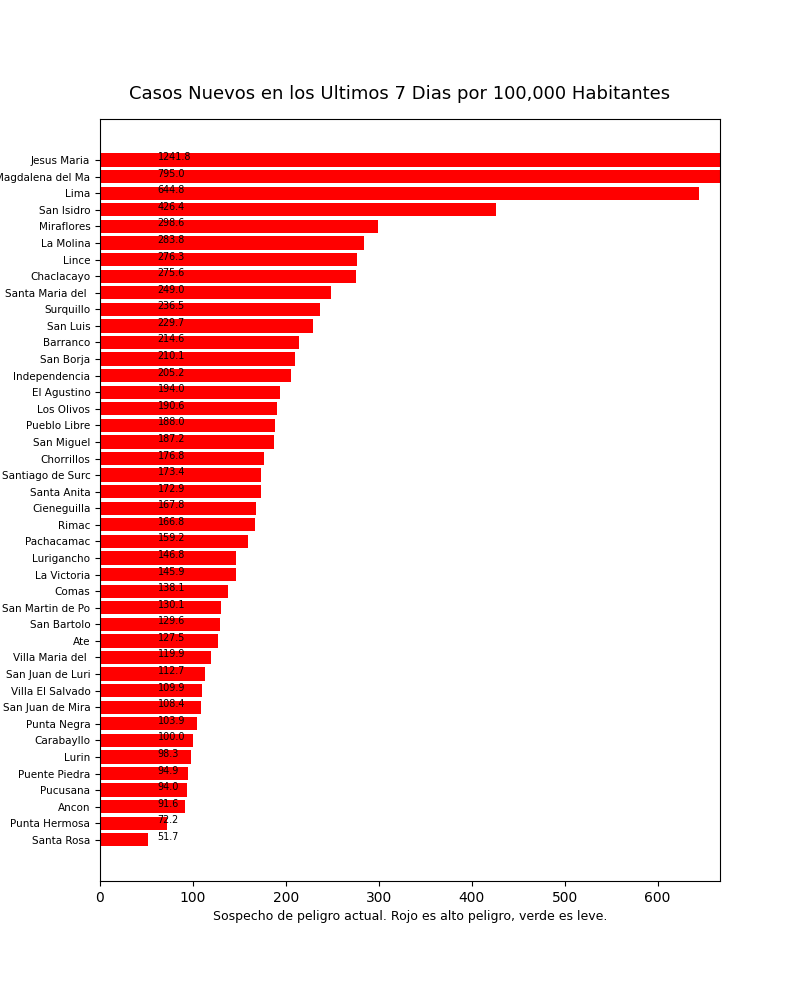 Casos Nuevos en los Ultimos 7 Dias por 100,000 Habitantes
Jesus Maria 1241.8
Magdalena del Ma 795.0
Lima 644.8
San Isidro 426.4
Miraflores 298.6
La Molina 283.8
Lince 276.3
Chaclacayo 275.6
Santa Maria del 249.0
Surquillo 236.5
San Luis 229.7
Barranco 214.6
San Borja 210.1
Independencia 205.2
El Agustino 194.0
Los Olivos 190.6
Pueblo Libre 188.0
San Miguel 187.2
Chorrillos 176.8
Santiago de Surc 173.4
Santa Anita 172.9
Cieneguilla 167.8
Rimac 166.8
Pachacamac 159.2
Lurigancho 146.8
La Victoria 145.9
Comas 138.1
San Martin de Po 130.1
San Bartolo 129.6
Ate 127.5
Villa Maria del 119.9
San Juan de Luri 112.7
Villa El Salvado 109.9
San Juan de Mira 108.4
Punta Negra 103.9
Carabayllo 100.0
Lurin 98.3
Puente Piedra 94.9
Pucusana 94.0
Ancon 91.6
Punta Hermosa 72.2
Santa Rosa 51.7
0 100 200 300 400 500 600
Sospecho de peligro actual. Rojo es alto peligro, verde es leve.